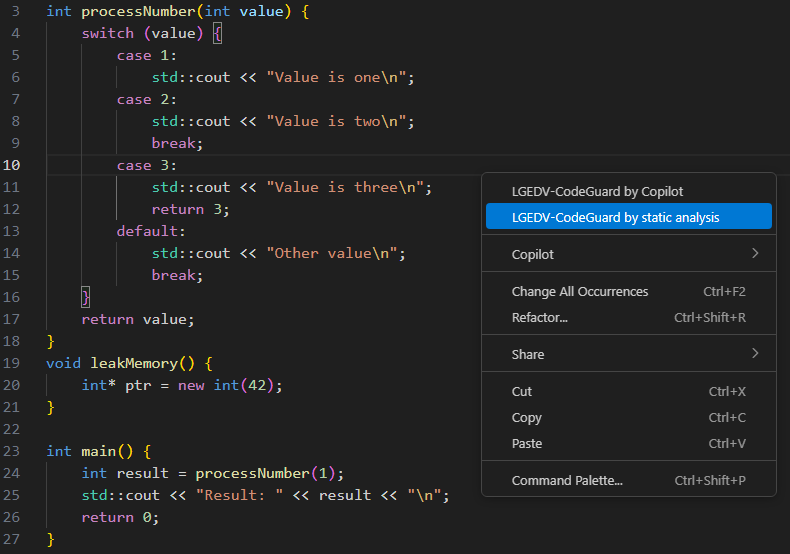 3 int processNumber(int value) {
4 switch (value) {
5 case 1:
6 std::cout << "Value is one\n";
7 case 2:
8 std::cout << "Value is two\n";
9 break;
10 case 3:
11 std::cout << "Value is three\n";
12 return 3;
13 default:
14 std::cout << "Other value\n";
15 break;
16 }
17 return value;
18 }
19 void leakMemory() {
20 int* ptr = new int(42);
21 }
22
23 int main() {
24 int result = processNumber(1);
25 std::cout << "Result: " << result << "\n";
26 return 0;
27 }
LGEDV-CodeGuard by Copilot
LGEDV-CodeGuard by static analysis
Copilot
Change All Occurrences Ctrl+F2
Refactor... Ctrl+Shift+R
Share
Cut Ctrl+X
Copy Ctrl+C
Paste Ctrl+V
Command Palette... Ctrl+Shift+P